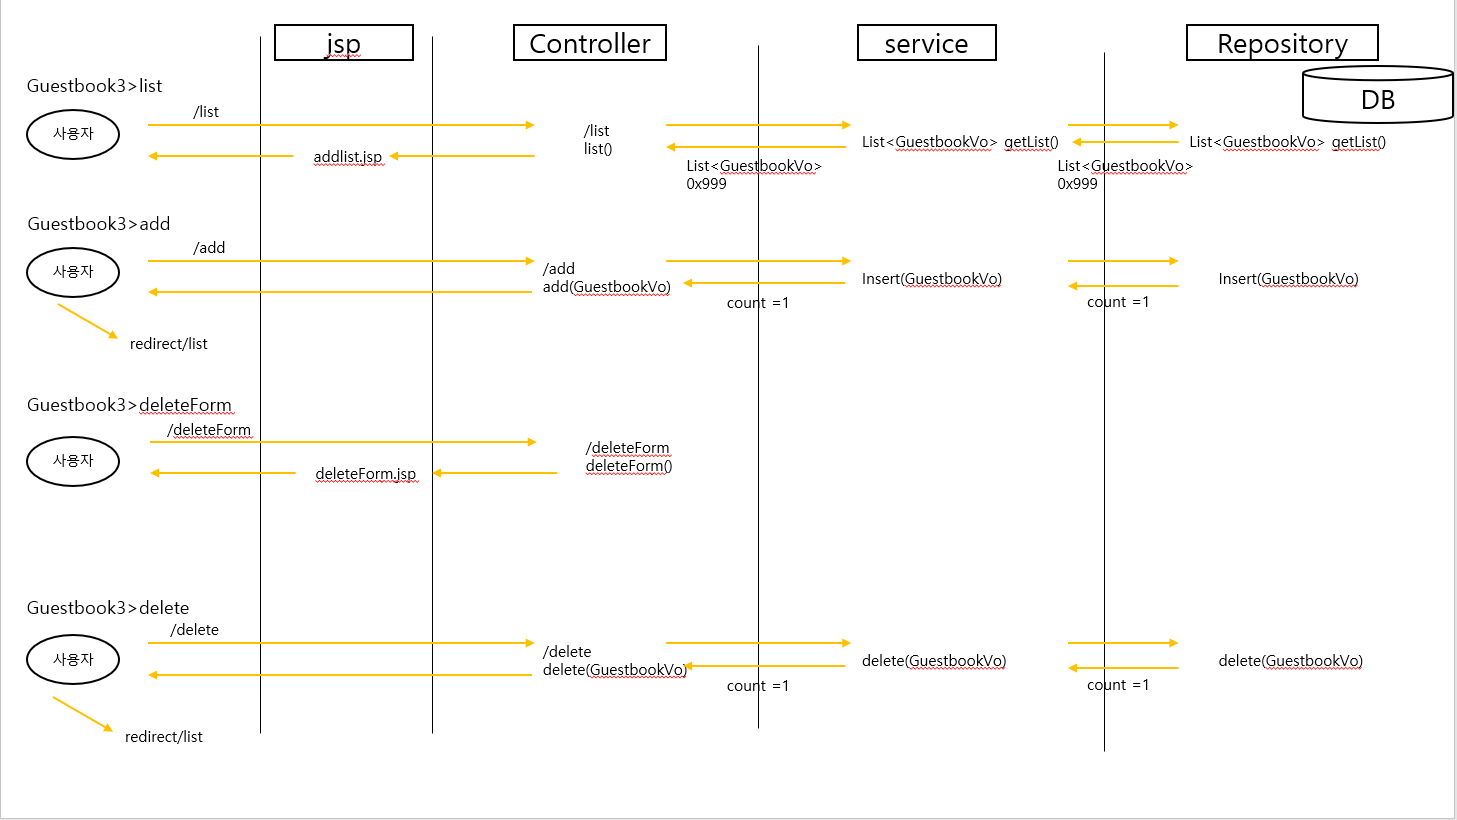 jsp
Controller
service
Repository
DB
Guestbook3>list
사용자
/list
addlist.jsp
/list
list()
List<GuestbookVo>
0x999
List<GuestbookVo> getList()
List<GuestbookVo>
0x999
List<GuestbookVo> getList()
Guestbook3>add
사용자
/add
redirect/list
/add
add(GuestbookVo)
count =1
Insert(GuestbookVo)
count =1
Insert(GuestbookVo)
Guestbook3>deleteForm
사용자
/deleteForm
deleteForm.jsp
/deleteForm
deleteForm()
Guestbook3>delete
사용자
/delete
redirect/list
/delete
delete(GuestbookVo)
count =1
delete(GuestbookVo)
count =1
delete(GuestbookVo)